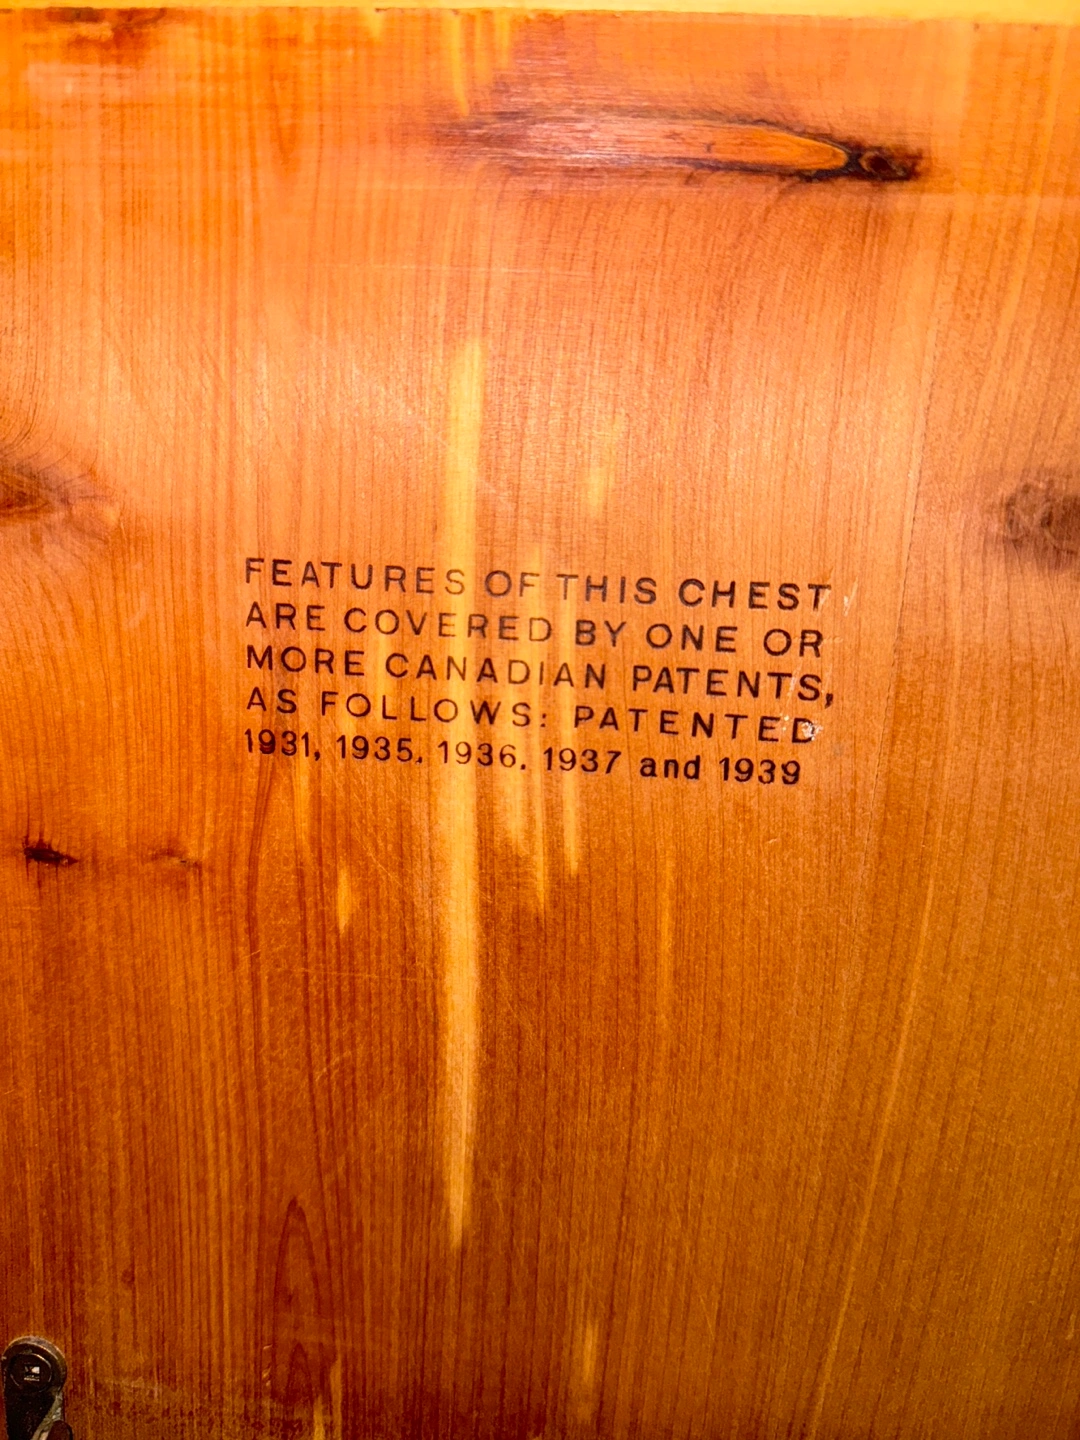 FEATURES OF THIS CHEST
ARE COVERED BY ONE OR
MORE CANADIAN PATENTS,
AS FOLLOWS: PATENTED
1931, 1935. 1936. 1937 and 1939